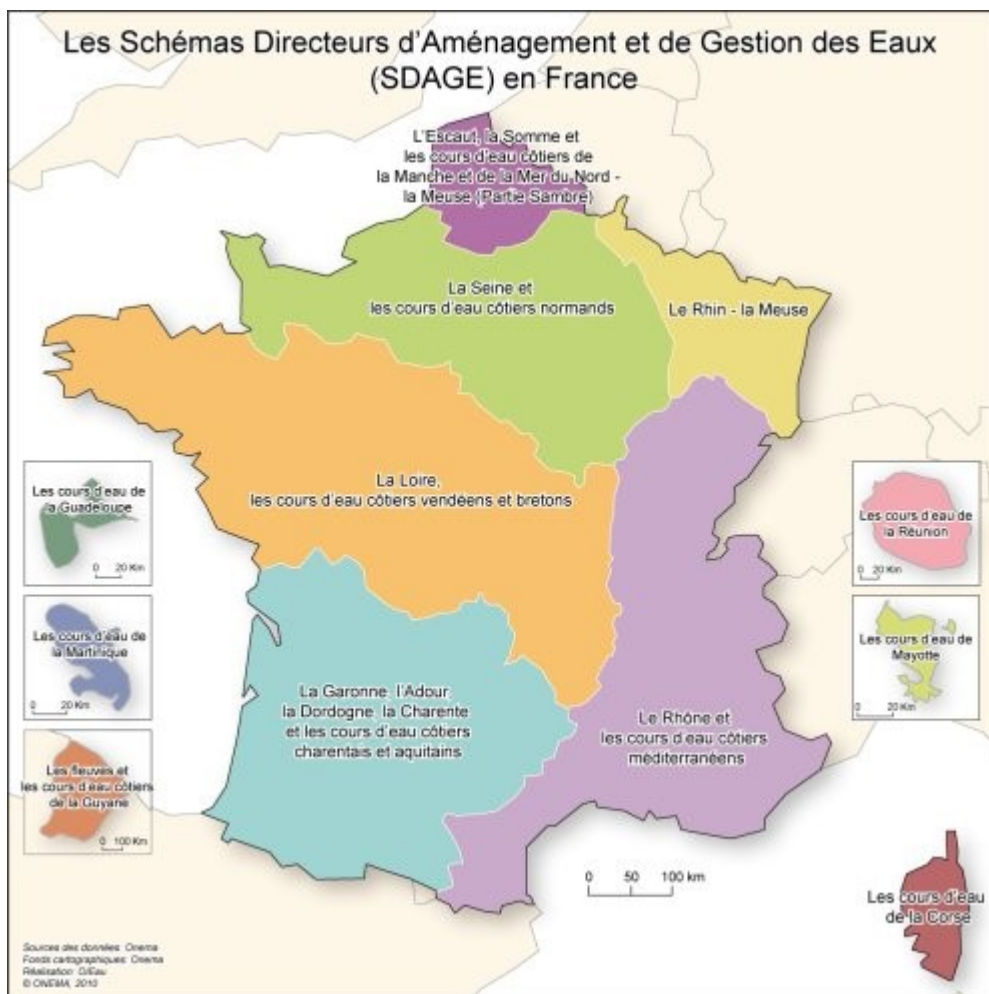 Les Schémas Directeurs d'Aménagement et de Gestion des Eaux
(SDAGE) en France
L'Escaut, la Somme et
les cours d'eau côtiers de
la Manche et de la Mer du Nord -
la Meuse (Partie Sambre)
La Seine et
les cours d'eau côtiers normands
Le Rhin - la Meuse
La Loire,
les cours d'eau côtiers vendéens et bretons
Les cours d'eau de
la Guadeloupe
0 20 Km
Les cours d'eau de
la Réunion
0 20 Km
Les cours d'eau de
la Martinique
0 20 Km
Les cours d'eau de
Mayotte
0 20 Km
La Garonne, l'Adour,
la Dordogne, la Charente
et les cours d'eau côtiers
charentais et aquitains
Le Rhône et
les cours d'eau côtiers
méditerranéens
Les fleuves et
les cours d'eau côtiers
de la Guyane
0 100 Km
0 50 100 km
Les cours d'eau
de la Corse
Sources des données: Onema
Fonds cartographiques: Onema
Réalisation: OIEau
© ONEMA, 2010